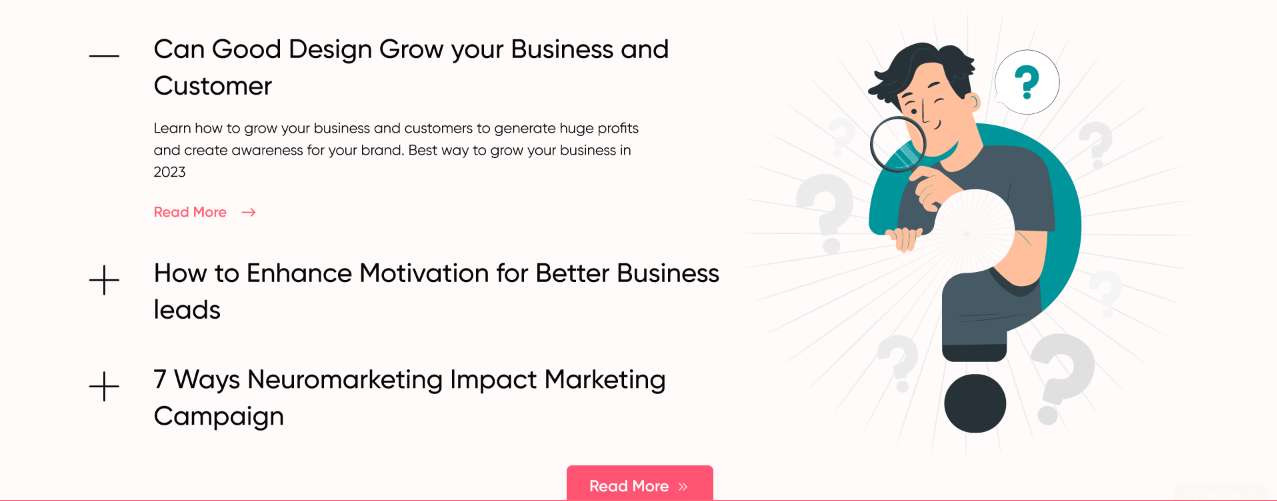 Can Good Design Grow your Business and
Customer
Learn how to grow your business and customers to generate huge profits
and create awareness for your brand. Best way to grow your business in
2023
Read More →
How to Enhance Motivation for Better Business
leads
7 Ways Neuromarketing Impact Marketing
Campaign
?
?
?
?
?
?
?
Read More »